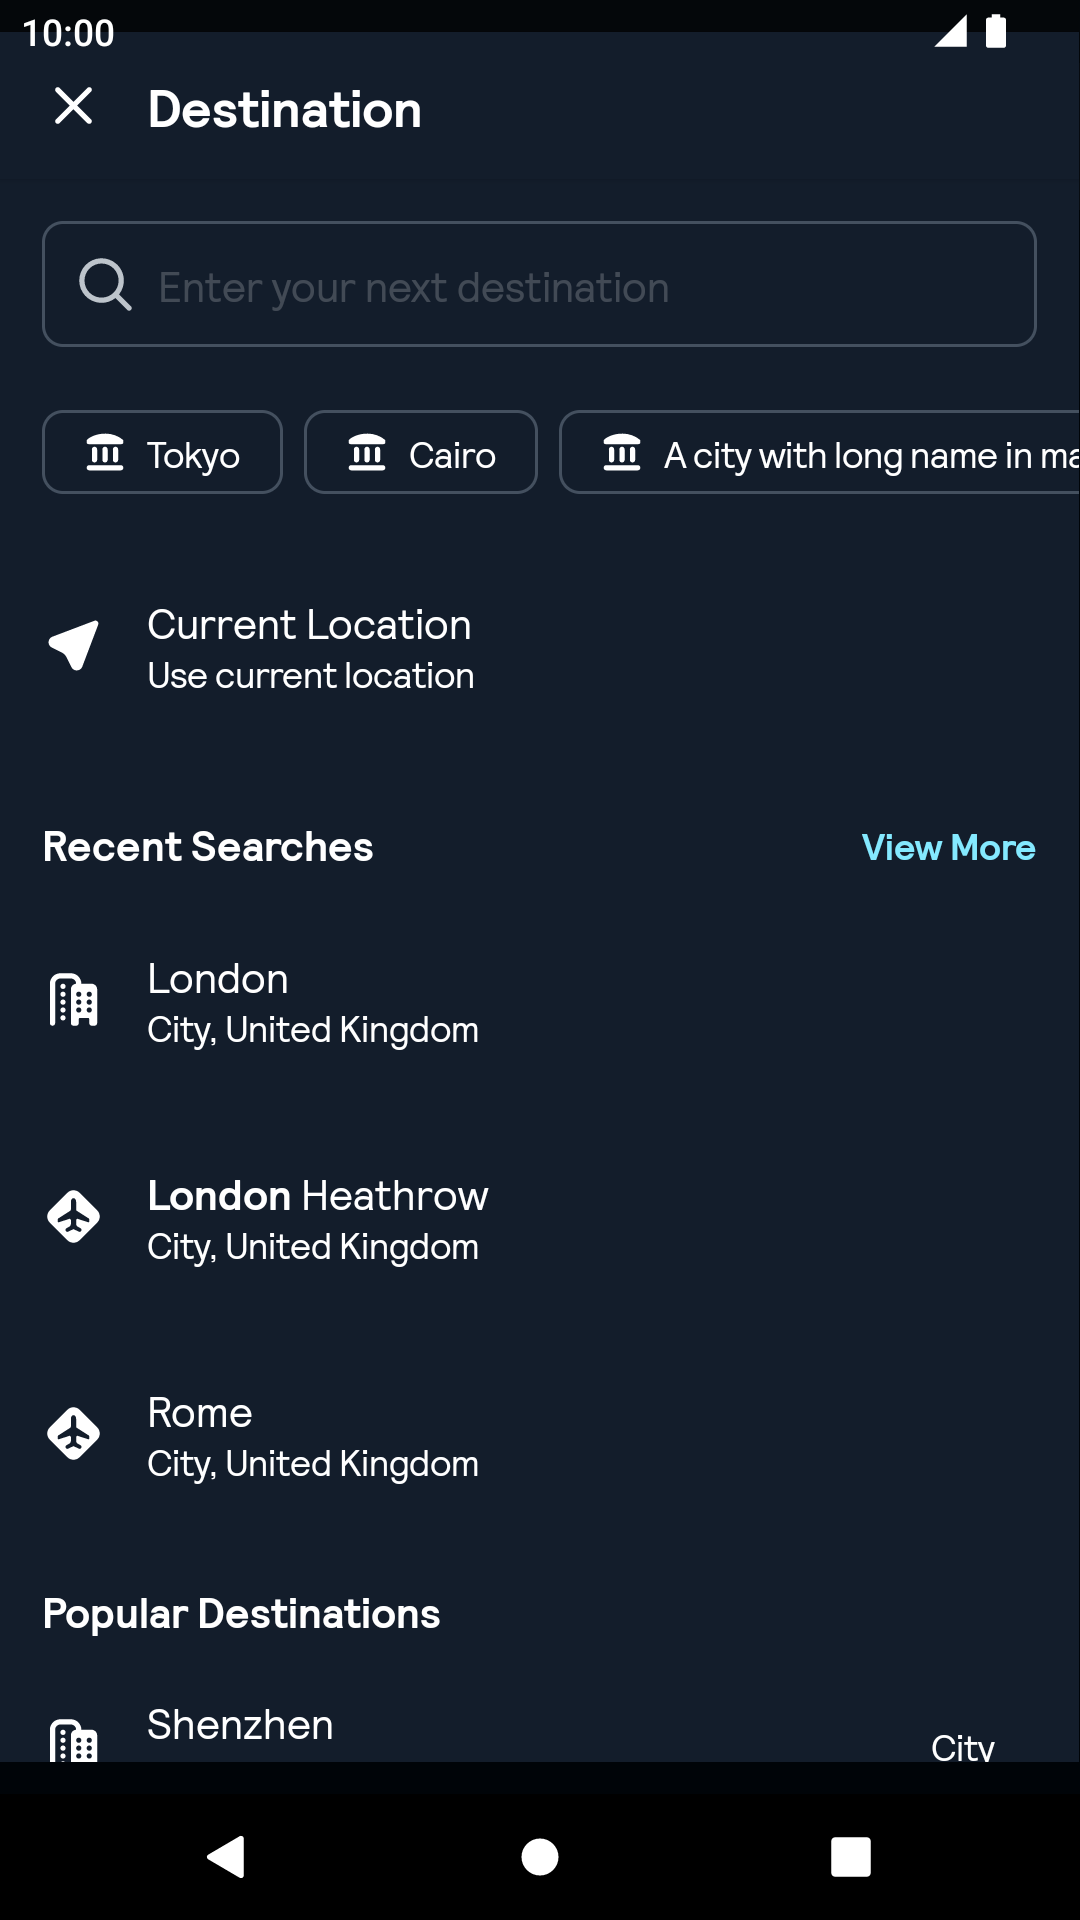 10:00
Destination
Enter your next destination
Tokyo
Cairo
A city with long name in ma
Current Location
Use current location
Recent Searches
View More
London
City, United Kingdom
London Heathrow
City, United Kingdom
Rome
City, United Kingdom
Popular Destinations
Shenzhen
City